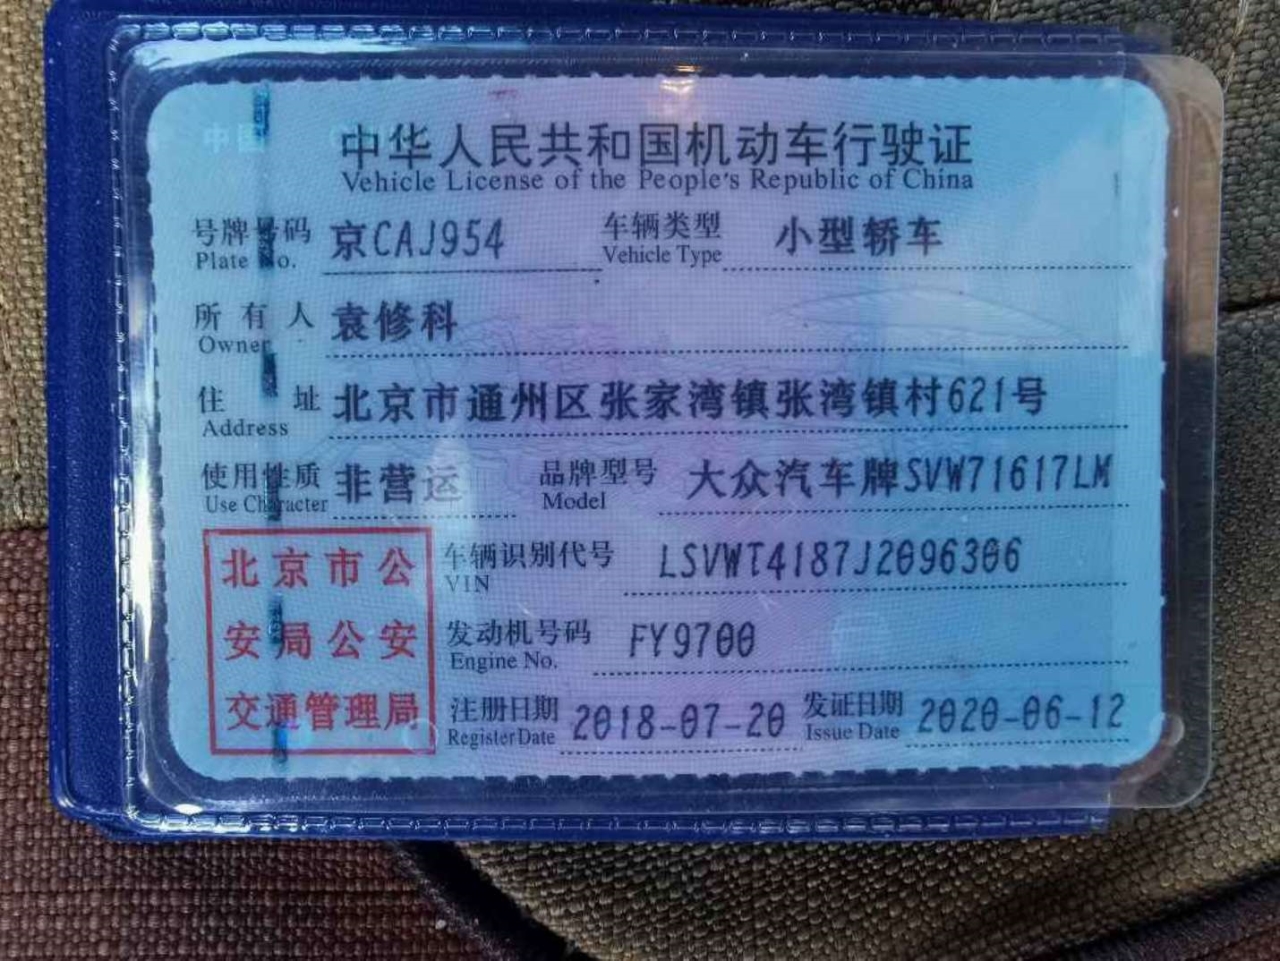 中华人民共和国机动车行驶证
Vehicle License of the People's Republic of China
号牌号码 京CAJ954 车辆类型 小型轿车
Plate No. Vehicle Type
所有人 袁修科
Owner
住址 北京市通州区张家湾镇张湾镇村621号
Address
使用性质 非营运 品牌型号 大众汽车牌SVW71617LM
Use Character Model
北京市公
安局公安
交通管理局
车辆识别代号 LSVWT4187J2096306
VIN
发动机号码 FY9700
Engine No.
注册日期 2018-07-20 发证日期 2020-06-12
Register Date Issue Date